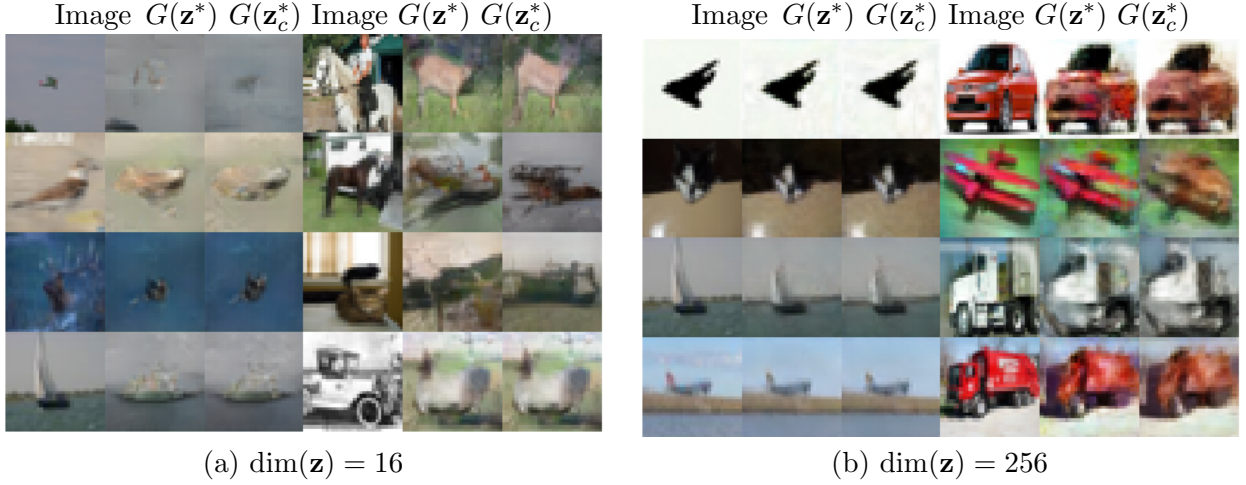 Image G(z*) G(z*_c) Image G(z*) G(z*_c)
Image G(z*) G(z*_c) Image G(z*) G(z*_c)
(a) dim(z) = 16
(b) dim(z) = 256